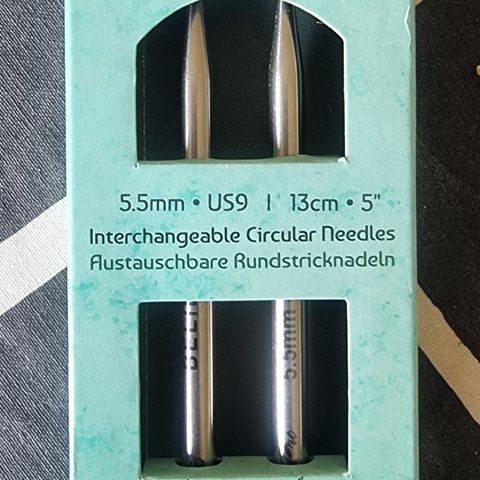 5.5mm • US9 | 13cm • 5"
Interchangeable Circular Needles
Austauschbare Rundstricknadeln
5.5mm